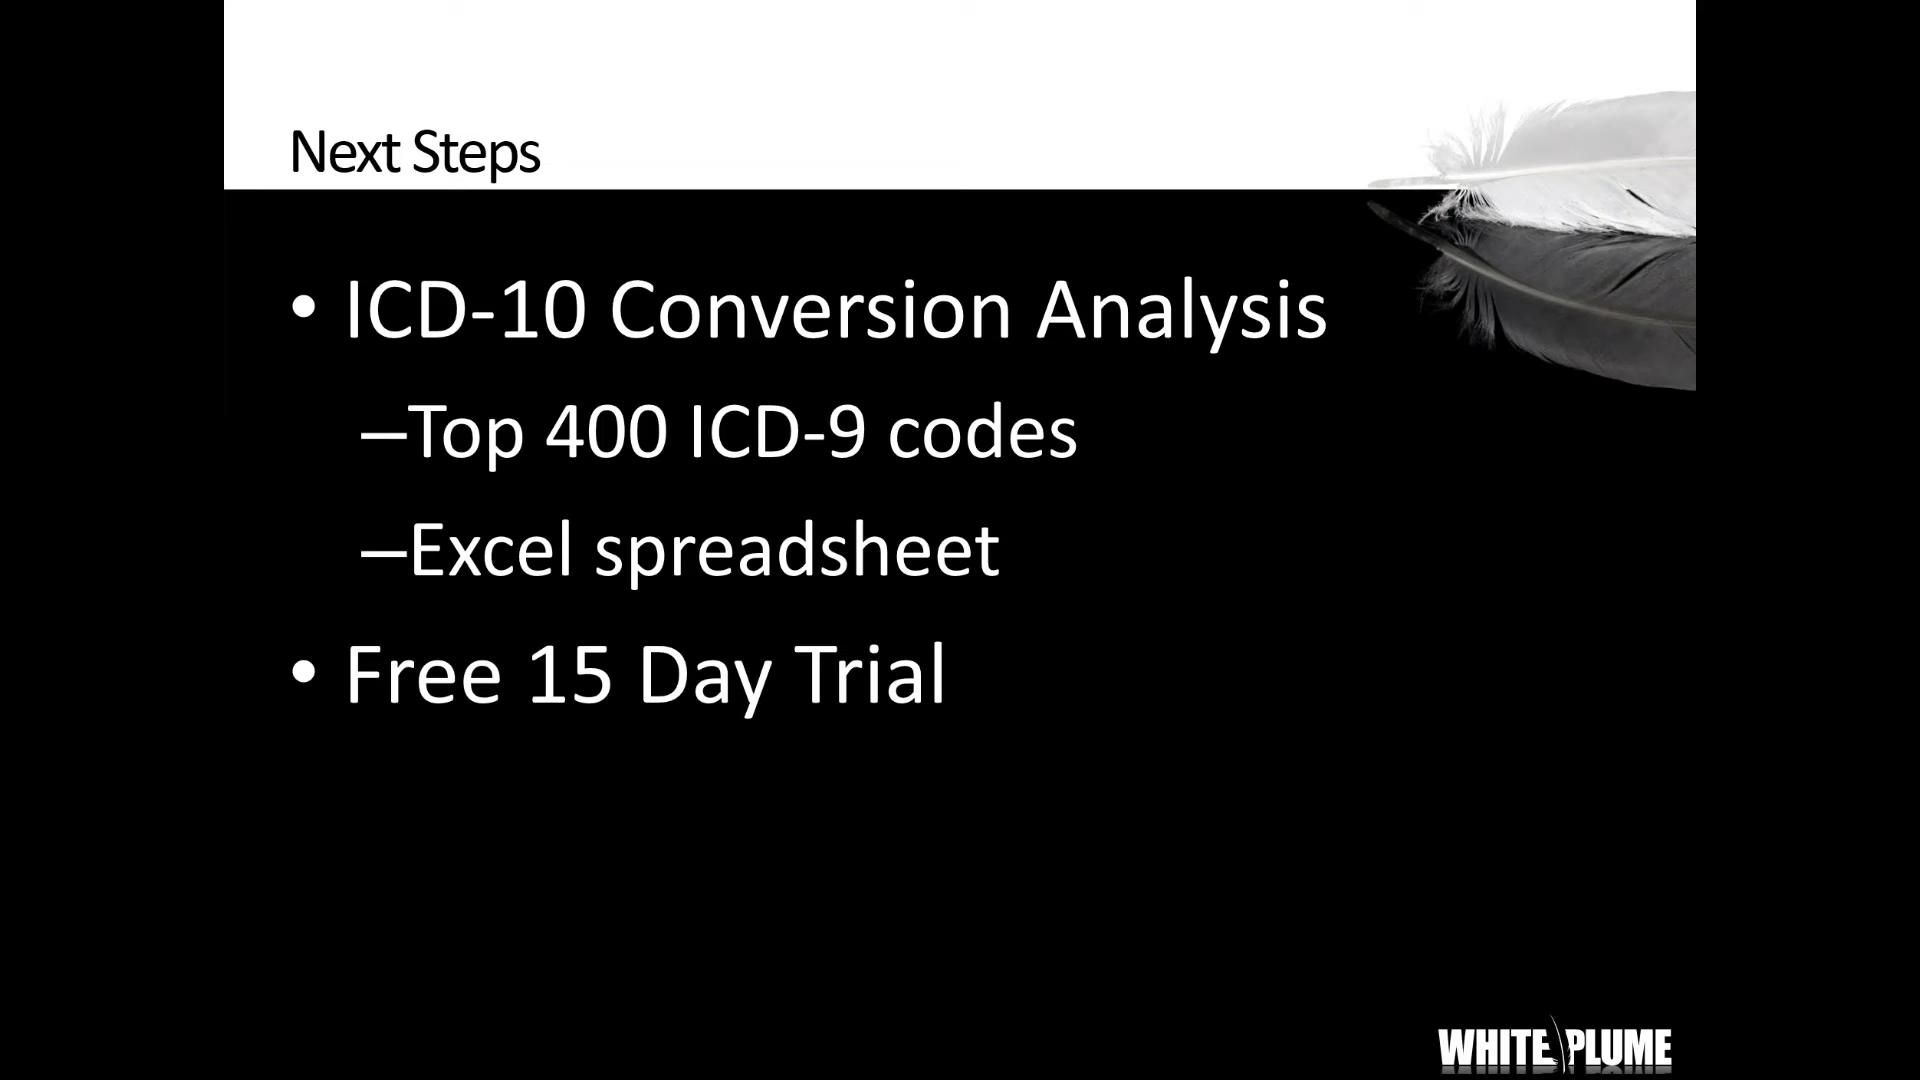 Next Steps
• ICD-10 Conversion Analysis
–Top 400 ICD-9 codes
–Excel spreadsheet
• Free 15 Day Trial
WHITE PLUME